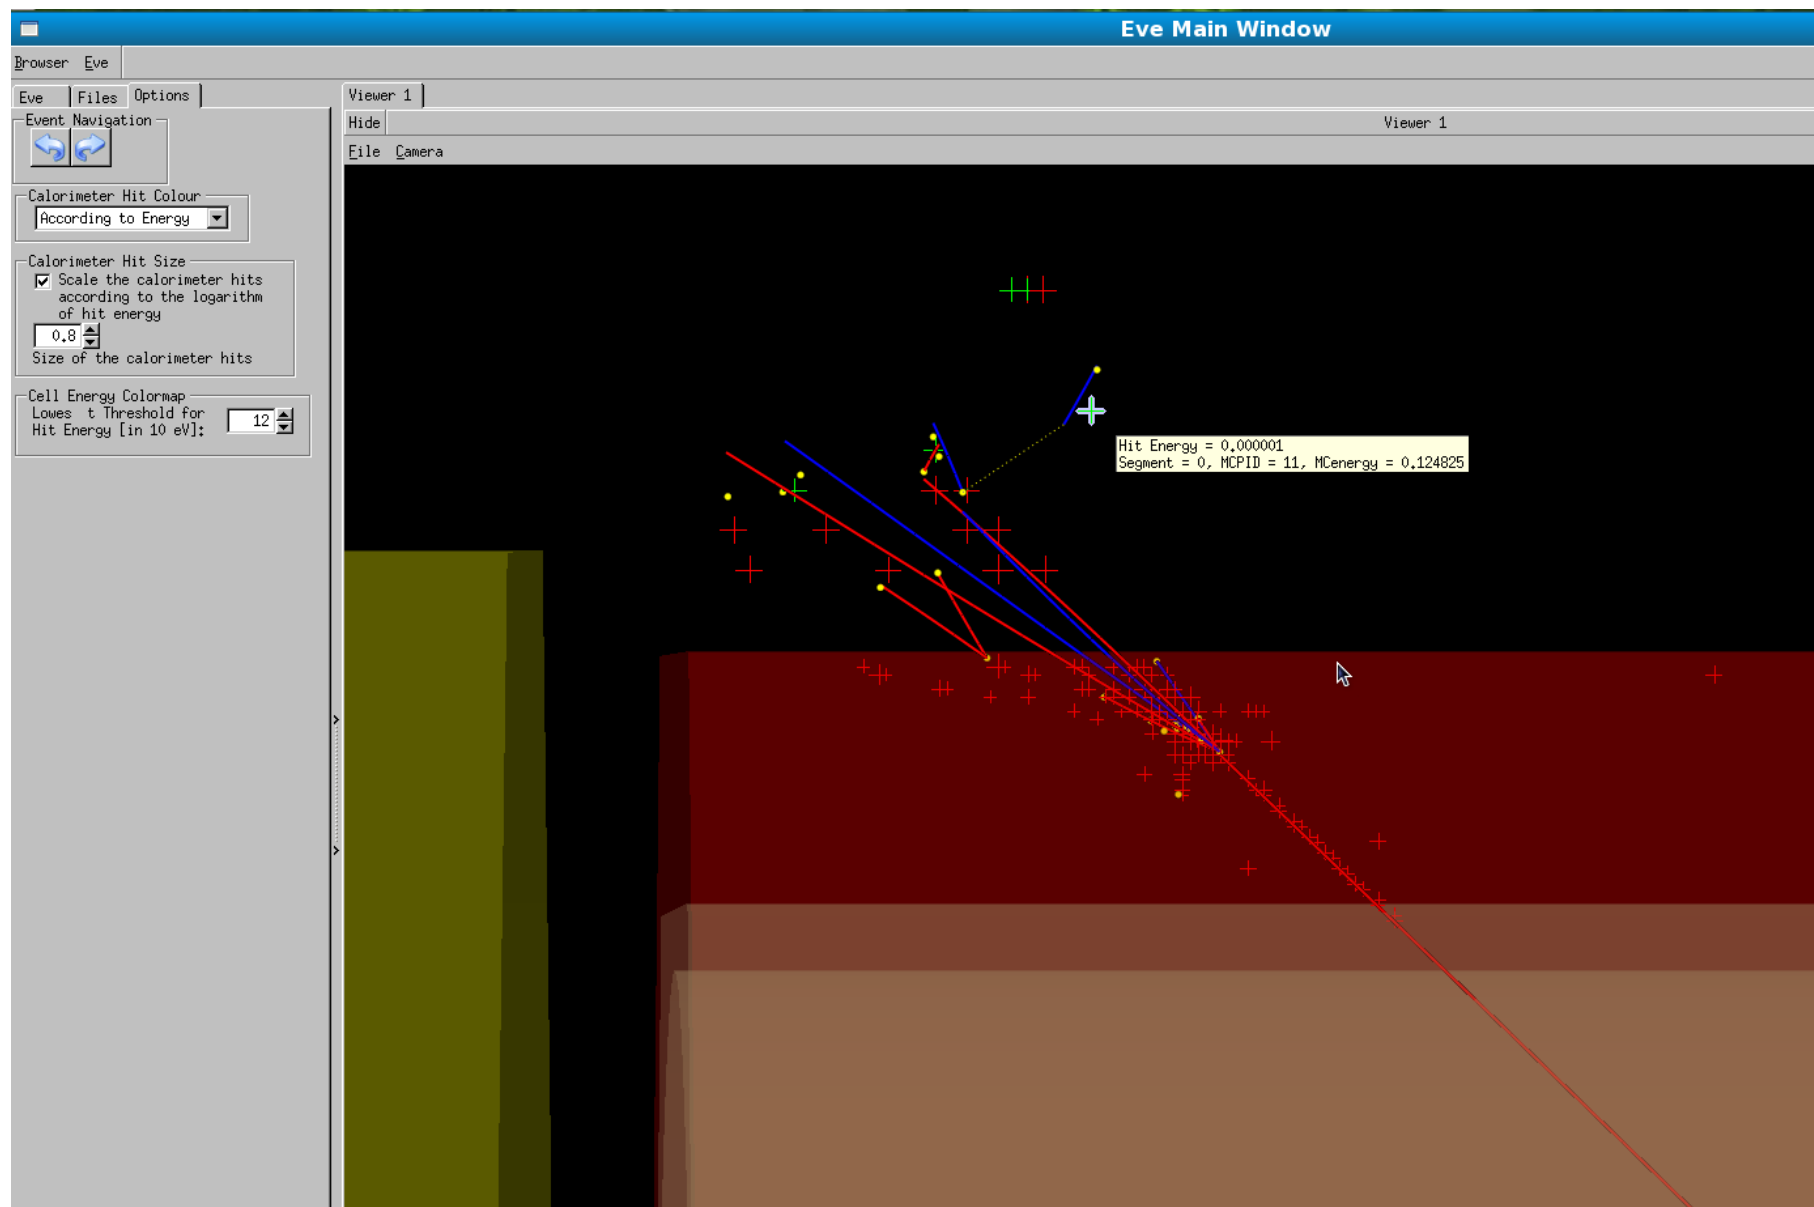 Eve Main Window
Browser Eve
Eve Files Options
Viewer 1
Event Navigation
Hide
Viewer 1
File Camera
Calorimeter Hit Colour
According to Energy
Calorimeter Hit Size
Scale the calorimeter hits
according to the logarithm
of hit energy
0.8
Size of the calorimeter hits
Cell Energy Colormap
Lowes t Threshold for
Hit Energy [in 10 eV]:
12
Hit Energy = 0.000001
Segment = 0, MCPID = 11, MCenergy = 0.124825